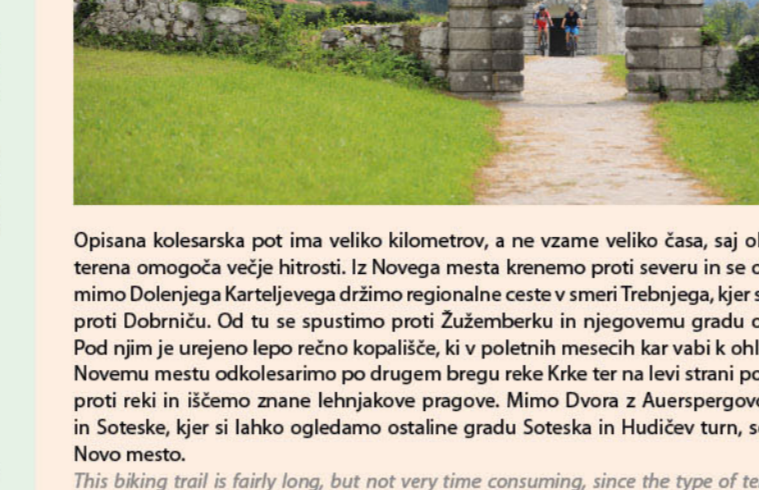 Opisana kolesarska pot ima veliko kilometrov, a ne vzame veliko časa, saj
terena omogoča večje hitrosti. Iz Novega mesta krenemo proti severu in se
mimo Dolenjega Karteljevega držimo regionalne ceste v smeri Trebnjega, kjer
proti Dobrniču. Od tu se spustimo proti Žužemberku in njegovemu gradu
Pod njim je urejeno lepo rečno kopališče, ki v poletnih mesecih kar vabi k
Novemu mestu odkolesarimo po drugem bregu reke Krke ter na levi strani
proti reki in iščemo znane lehnjakove pragove. Mimo Dvora z
in Soteske, kjer si lahko ogledamo ostaline gradu Soteska in Hudičev turn,
Novo mesto.
This biking trail is fairly long, but not very time consuming, since the type of